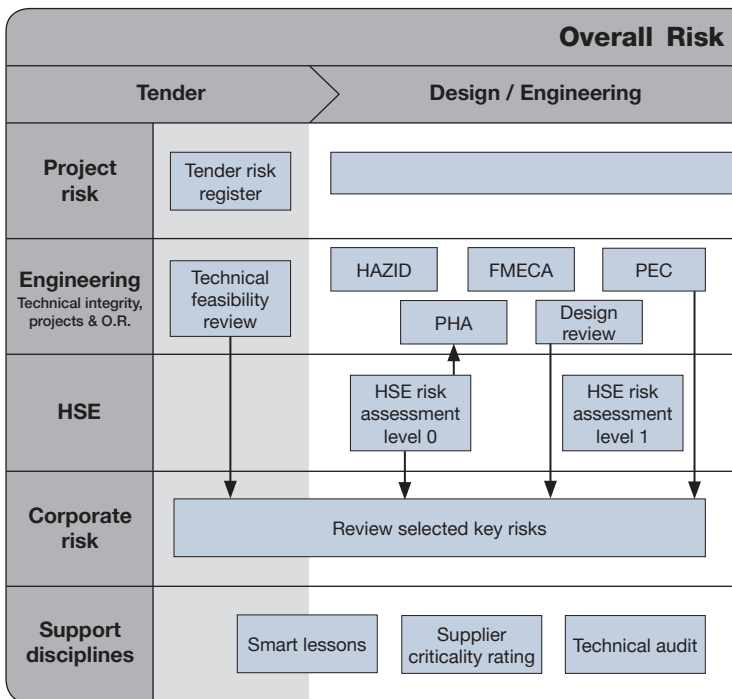 Overall Risk
Tender
Design / Engineering
Project
risk
Tender risk
register
Engineering
Technical integrity,
projects & O.R.
Technical
feasibility
review
HAZID
FMECA
PEC
PHA
Design
review
HSE
HSE risk
assessment
level 0
HSE risk
assessment
level 1
Corporate
risk
Review selected key risks
Support
disciplines
Smart lessons
Supplier
criticality rating
Technical audit